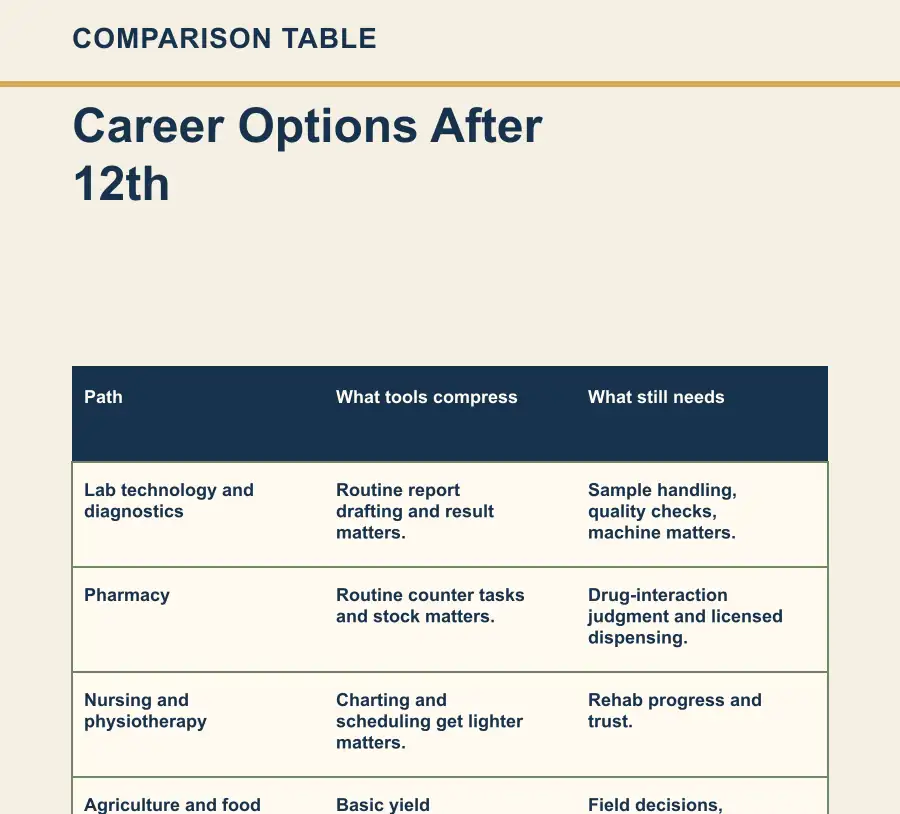 COMPARISON TABLE
Career Options After
12th
Path
What tools compress
What still needs
Lab technology and
diagnostics
Routine report
drafting and result
matters.
Sample handling,
quality checks,
machine matters.
Pharmacy
Routine counter tasks
and stock matters.
Drug-interaction
judgment and licensed
dispensing.
Nursing and
physiotherapy
Charting and
scheduling get lighter
matters.
Rehab progress and
trust.
Agriculture and food
Basic yield
Field decisions,